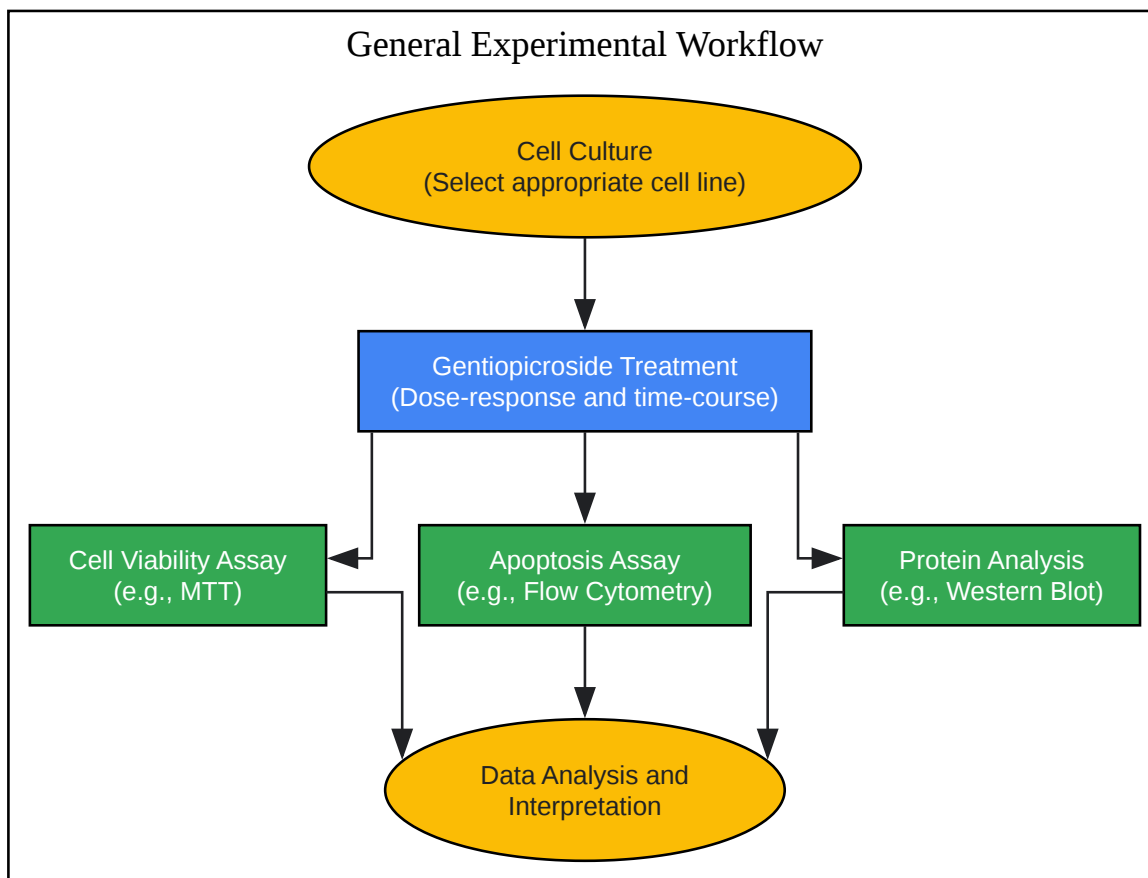 General Experimental Workflow
Cell Culture
(Select appropriate cell line)
Gentiopicroside Treatment
(Dose-response and time-course)
Cell Viability Assay
(e.g., MTT)
Apoptosis Assay
(e.g., Flow Cytometry)
Protein Analysis
(e.g., Western Blot)
Data Analysis and
Interpretation